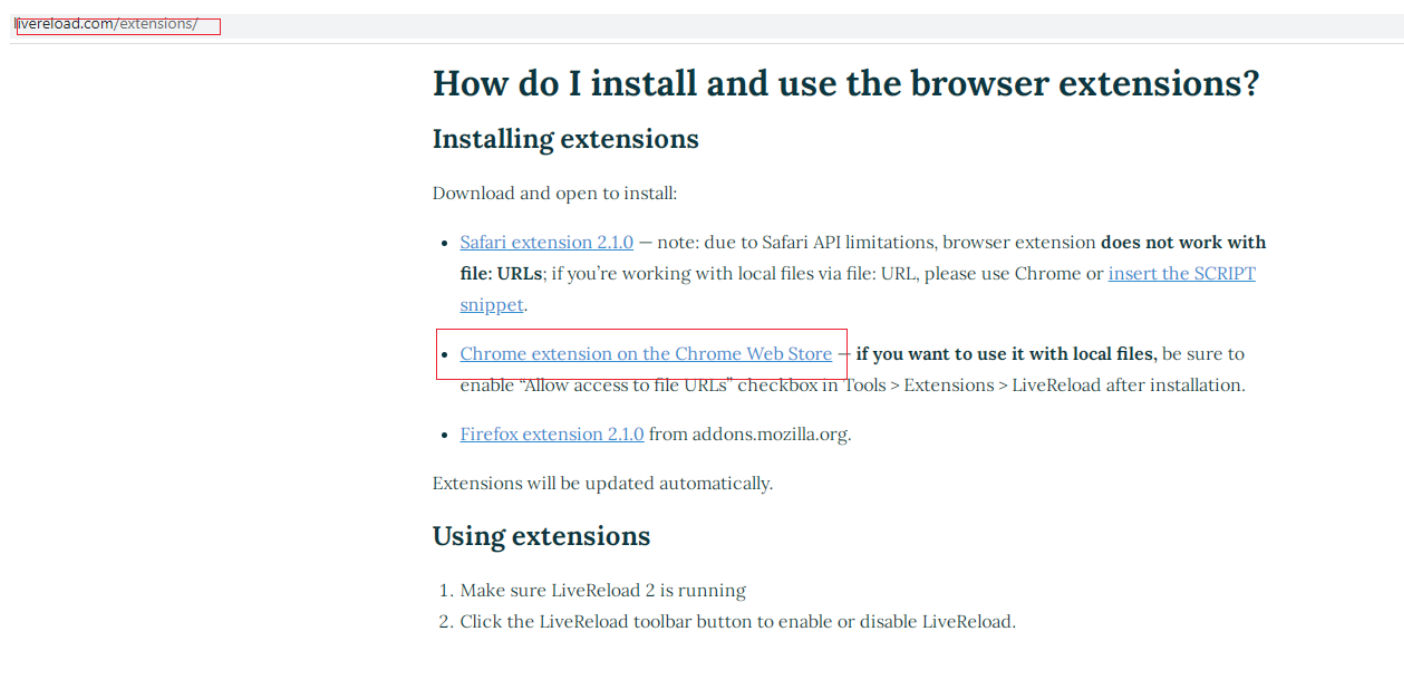 livereload.com/extensions/
How do I install and use the browser extensions?
Installing extensions
Download and open to install:
• Safari extension 2.1.0 — note: due to Safari API limitations, browser extension does not work with
file: URLs; if you’re working with local files via file: URL, please use Chrome or insert the SCRIPT
snippet.
• Chrome extension on the Chrome Web Store — if you want to use it with local files, be sure to
enable “Allow access to file URLs” checkbox in Tools > Extensions > LiveReload after installation.
• Firefox extension 2.1.0 from addons.mozilla.org.
Extensions will be updated automatically.
Using extensions
1. Make sure LiveReload 2 is running
2. Click the LiveReload toolbar button to enable or disable LiveReload.